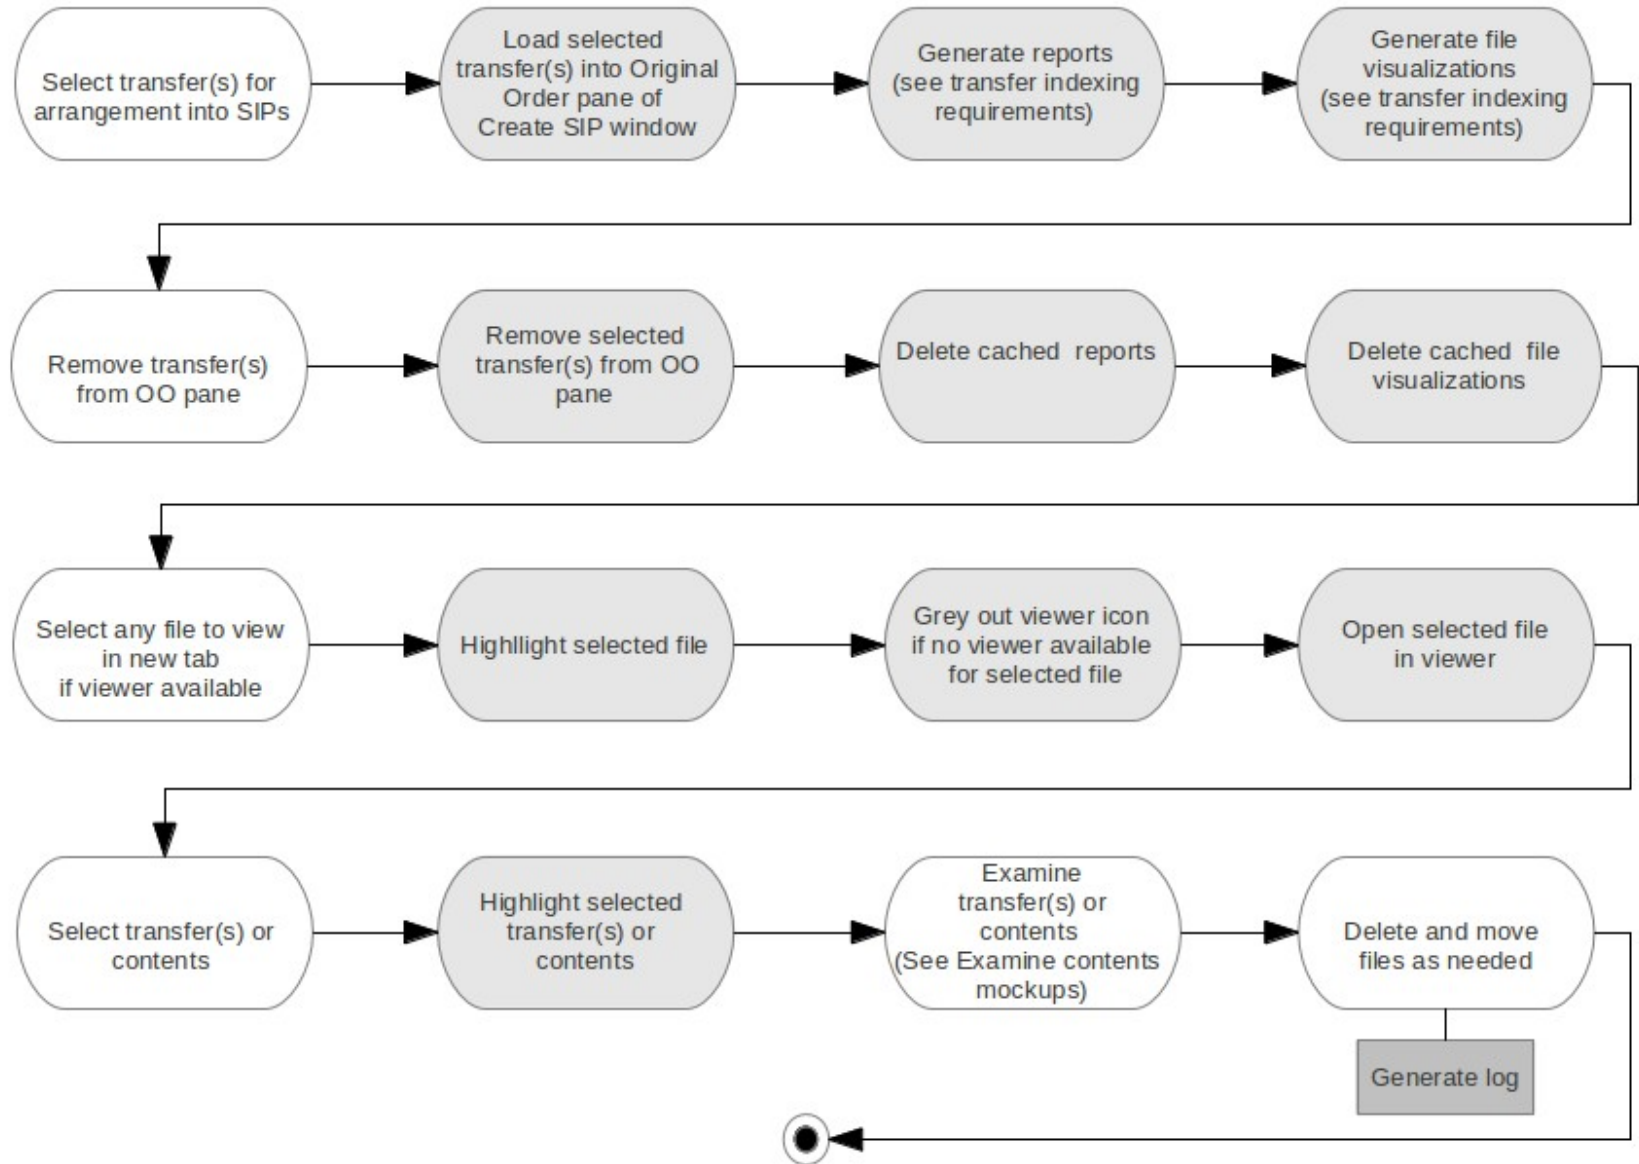 Select transfer(s) for
arrangement into SIPs
Load selected
transfer(s) into Original
Order pane of
Create SIP window
Generate reports
(see transfer indexing
requirements)
Generate file
visualizations
(see transfer indexing
requirements)
Remove transfer(s)
from OO pane
Remove selected
transfer(s) from OO
pane
Delete cached  reports
Delete cached  file
visualizations
Select any file to view
in new tab
if viewer available
Highllight selected file
Grey out viewer icon
if no viewer available
for selected file
Open selected file
in viewer
Select transfer(s) or
contents
Highlight selected
transfer(s) or
contents
Examine
transfer(s) or
contents
(See Examine contents
mockups)
Delete and move
files as needed
Generate log